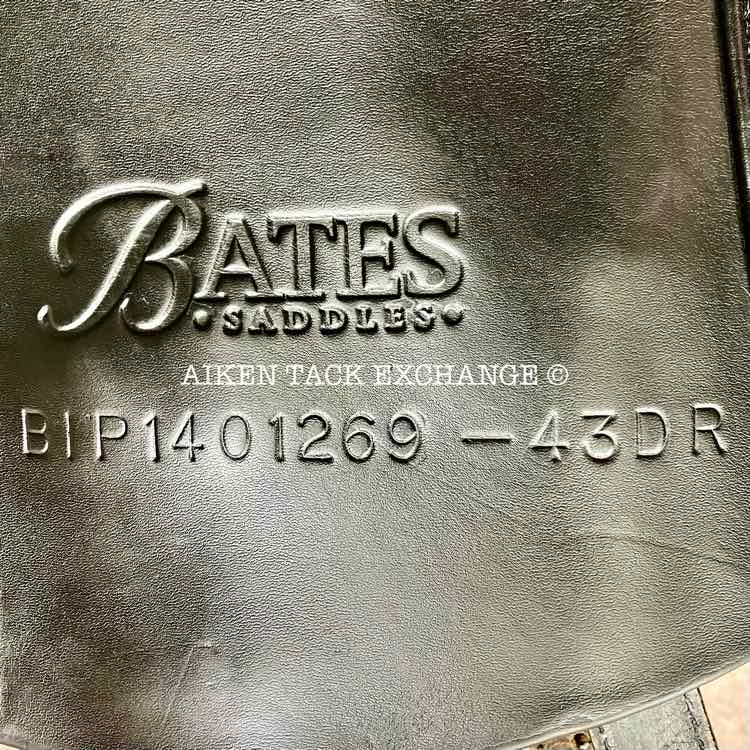 BATES
• SADDLES •
AIKEN TACK EXCHANGE ©
BIP1401269 -43DR